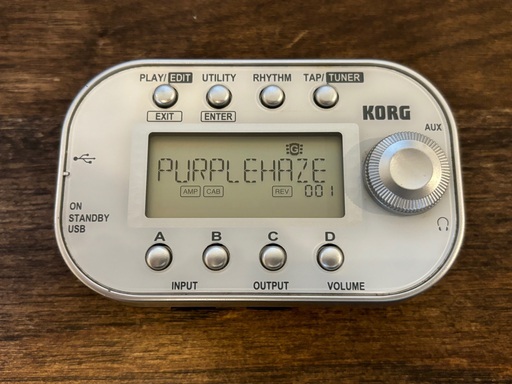 PLAY/EDIT UTILITY RHYTHM TAP/TUNER
EXIT ENTER
KORG
AUX
G
PURPLEHAZE
AMP CAB REV 001
ON
STANDBY
USB
A B C D
INPUT OUTPUT VOLUME